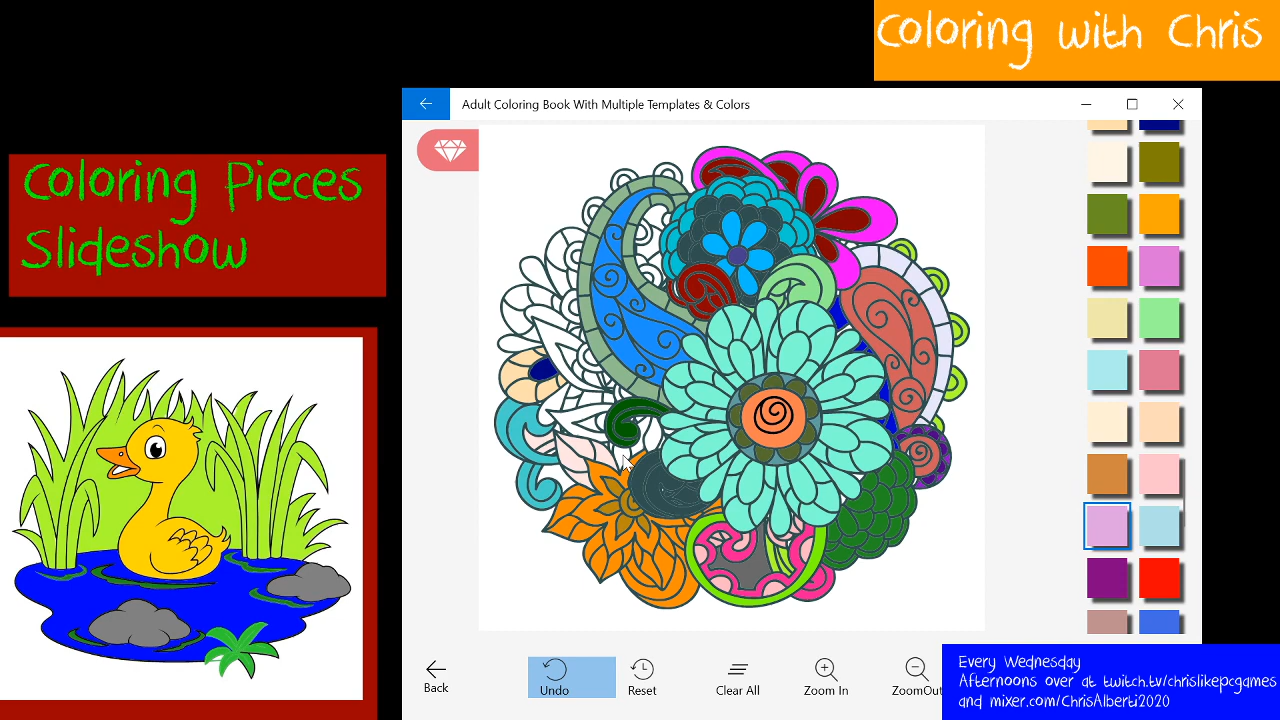 Coloring with Chris
Adult Coloring Book With Multiple Templates & Colors
Coloring Pieces
Slideshow
Back
Undo
Reset
Clear All
Zoom In
ZoomOut
Every Wednesday
Afternoons over at twitch.tv/chrislikepcgames
and mixer.com/ChrisAlberti2020